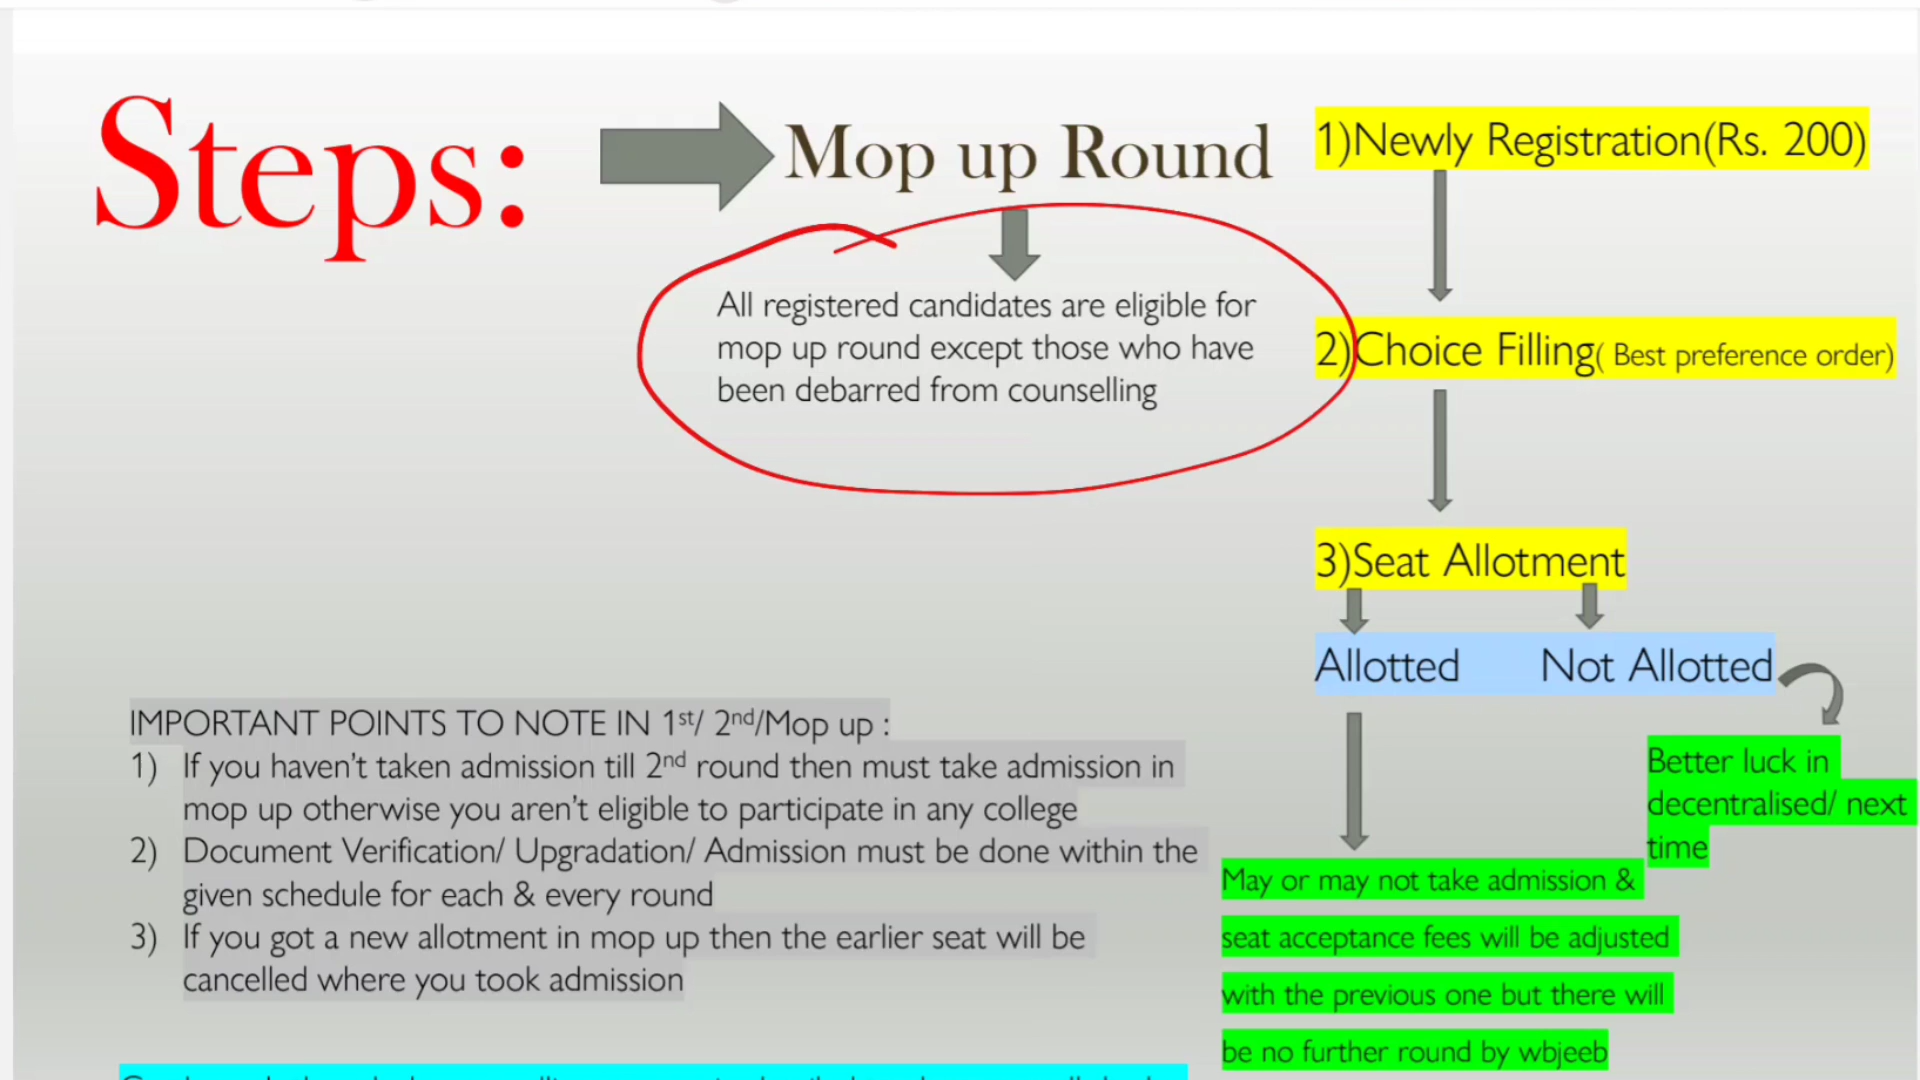 Steps:
Mop up Round
All registered candidates are eligible for
mop up round except those who have
been debarred from counselling
1)Newly Registration(Rs. 200)
2)Choice Filling( Best preference order)
3)Seat Allotment
Allotted Not Allotted
Better luck in
decentralised/ next
time
May or may not take admission &
seat acceptance fees will be adjusted
with the previous one but there will
be no further round by wbjeeb
IMPORTANT POINTS TO NOTE IN 1st/ 2nd/Mop up :
1) If you haven't taken admission till 2nd round then must take admission in
mop up otherwise you aren't eligible to participate in any college
2) Document Verification/ Upgradation/ Admission must be done within the
given schedule for each & every round
3) If you got a new allotment in mop up then the earlier seat will be
cancelled where you took admission